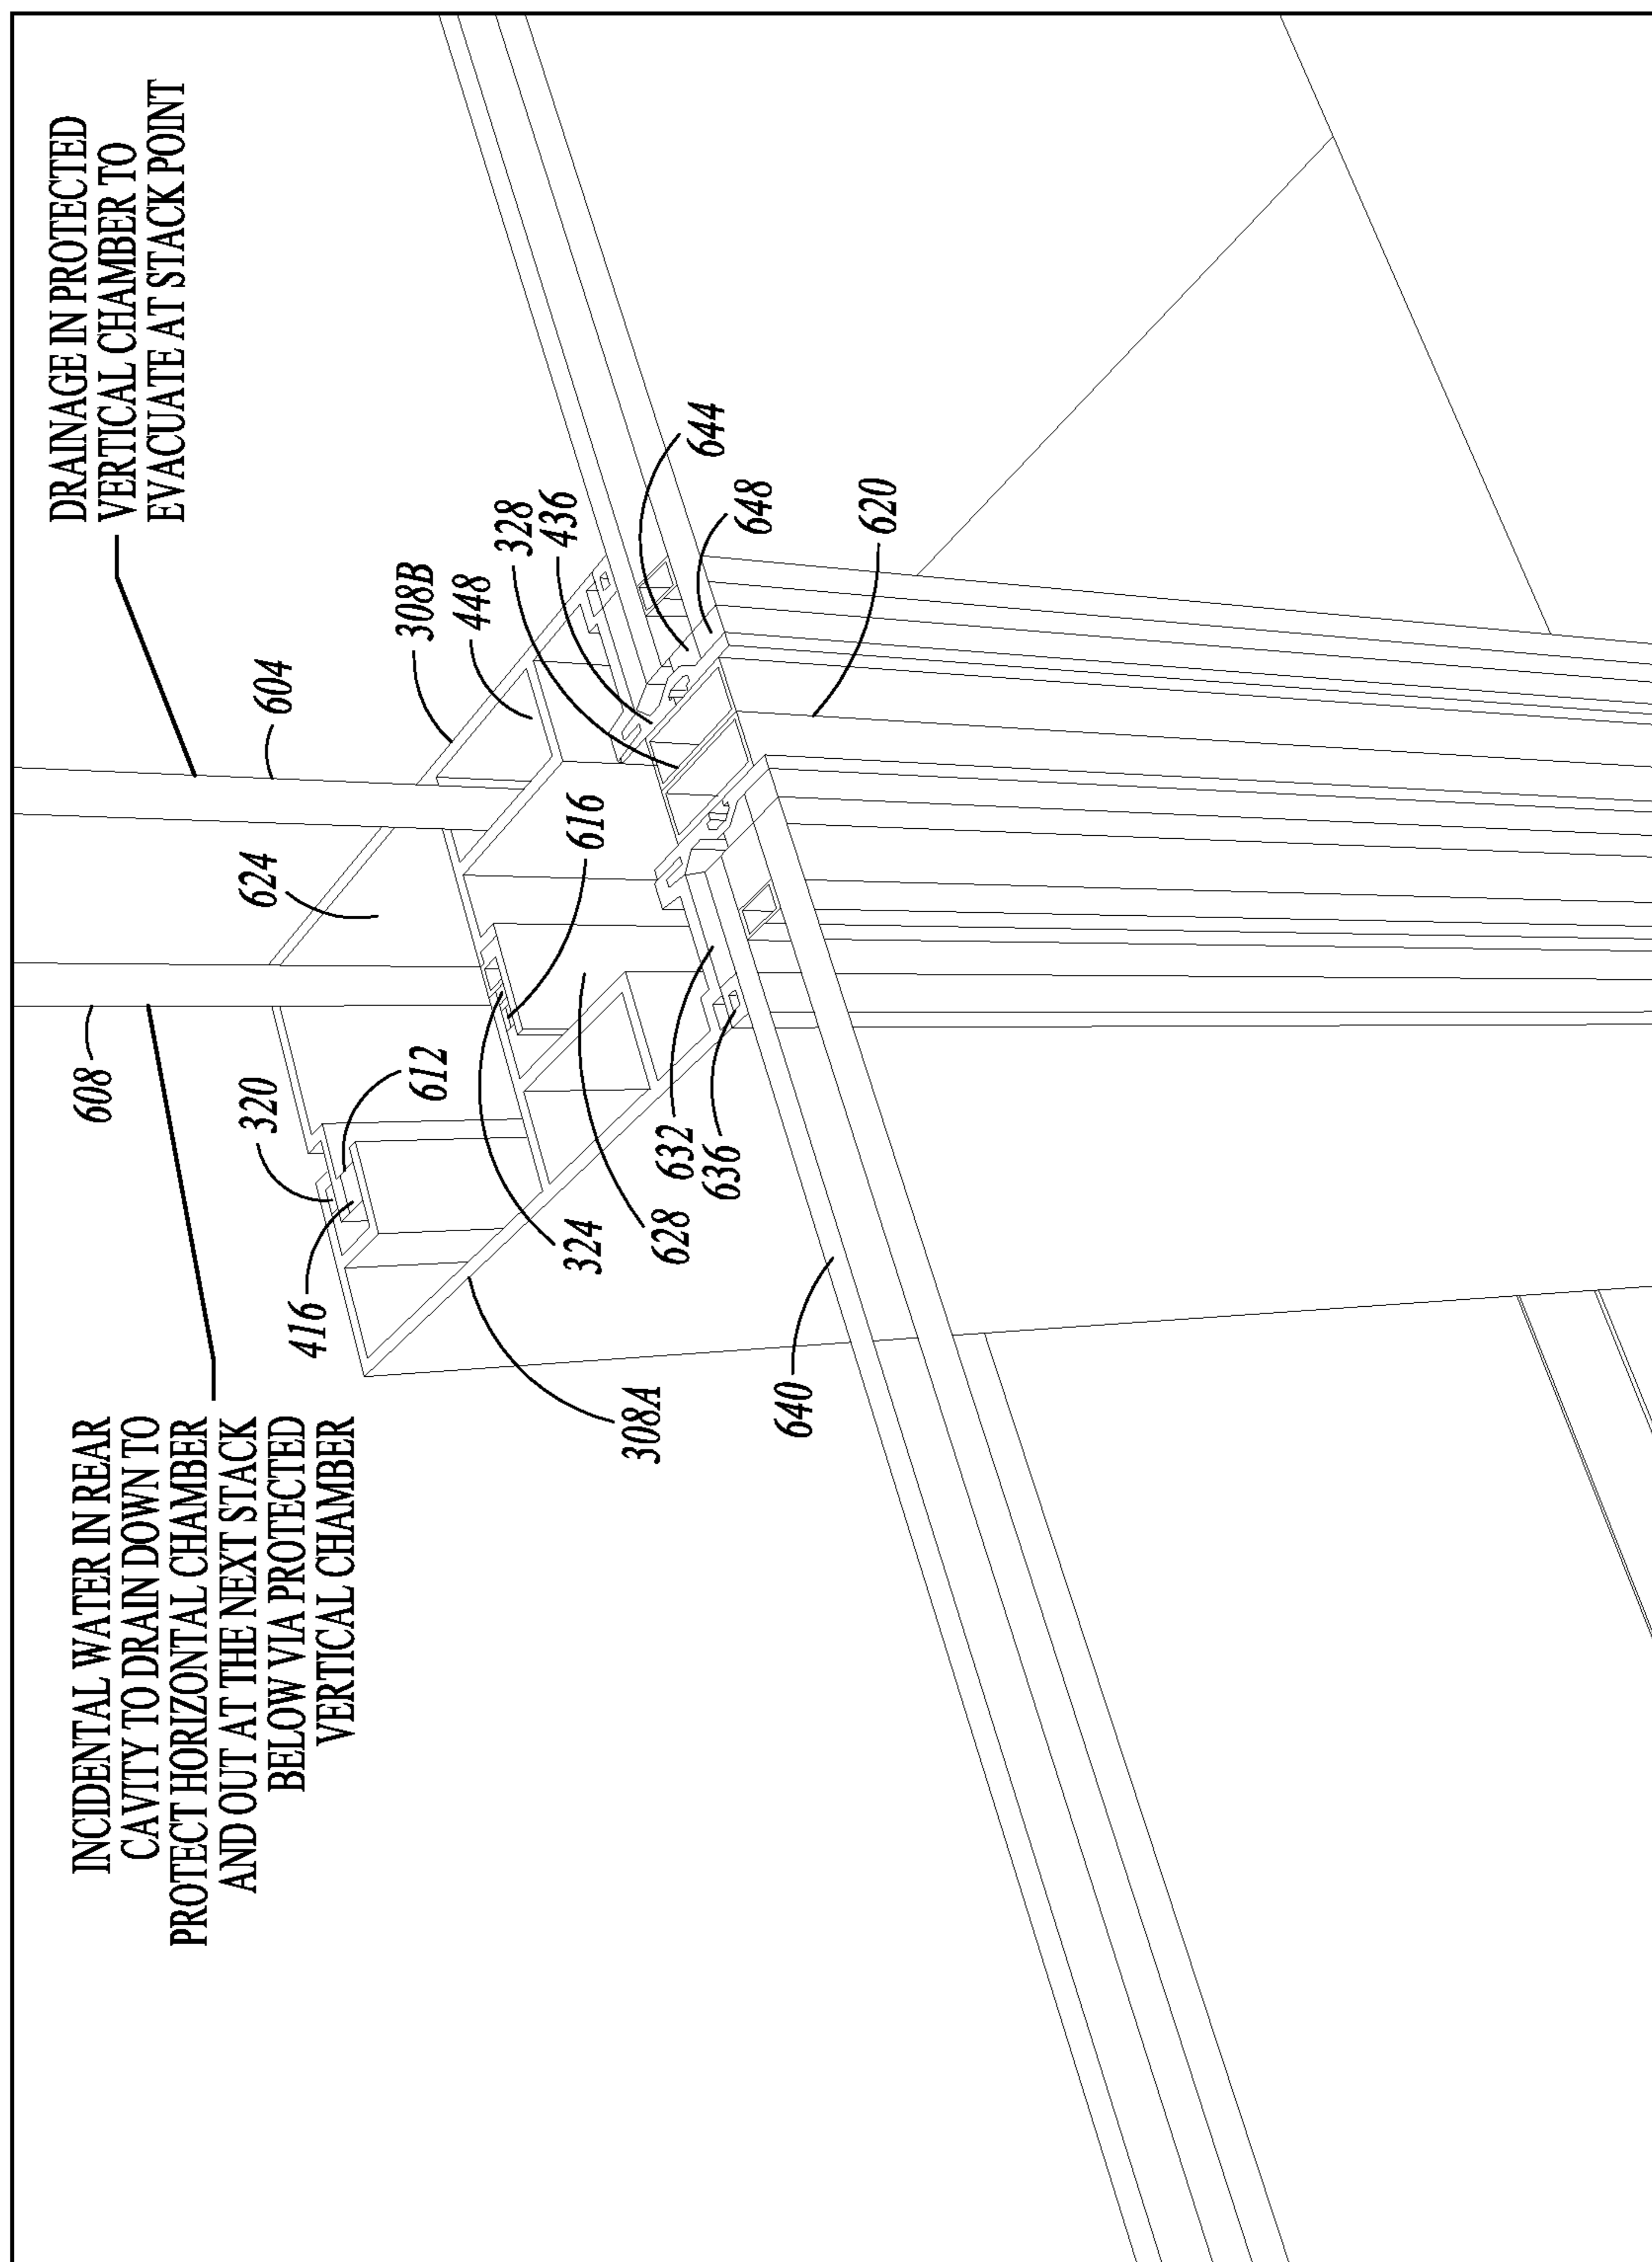 INCIDENTAL WATER IN REAR
CAVITY TO DRAIN DOWN TO
PROTECT HORIZONTAL CHAMBER
AND OUT AT THE NEXT STACK
BELOW VIA PROTECTED
VERTICAL CHAMBER
DRAINAGE IN PROTECTED
VERTICAL CHAMBER TO
EVACUATE AT STACK POINT
608
320
624
604
416
612
308B
448
328
436
324
616
308A
628
632
636
644
648
640
620